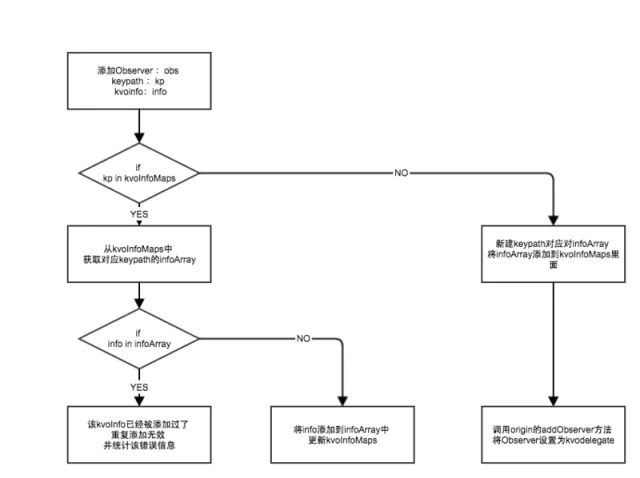 添加Observer： obs
keypath： kp
kvoinfo：info
if
kp in kvoInfoMaps
NO
YES
从kvoInfoMaps中
获取对应keypath的infoArray
新建keypath对应对infoArray
将infoArray添加到kvoInfoMaps里
面
if
info in infoArray
NO
YES
该kvoInfo已经被添加过了
重复添加无效
并统计该错误信息
将info添加到infoArray中
更新kvoInfoMaps
调用origin的addObserver方法
将Observer设置为kvodelegate